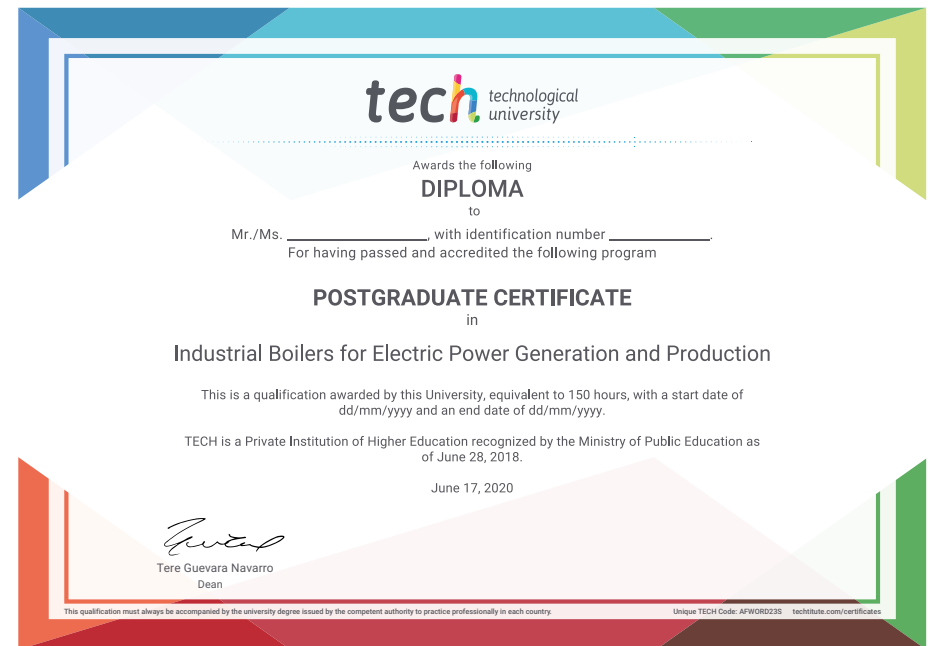 tech technological
university
Awards the following
DIPLOMA
to
Mr./Ms. ____________________, with identification number ______________.
For having passed and accredited the following program
POSTGRADUATE CERTIFICATE
in
Industrial Boilers for Electric Power Generation and Production
This is a qualification awarded by this University, equivalent to 150 hours, with a start date of
dd/mm/yyyy and an end date of dd/mm/yyyy.
TECH is a Private Institution of Higher Education recognized by the Ministry of Public Education as
of June 28, 2018.
June 17, 2020
Tere Guevara Navarro
Dean
This qualification must always be accompanied by the university degree issued by the competent authority to practice professionally in each country. Unique TECH Code: AFWORD23S techtitute.com/certificates